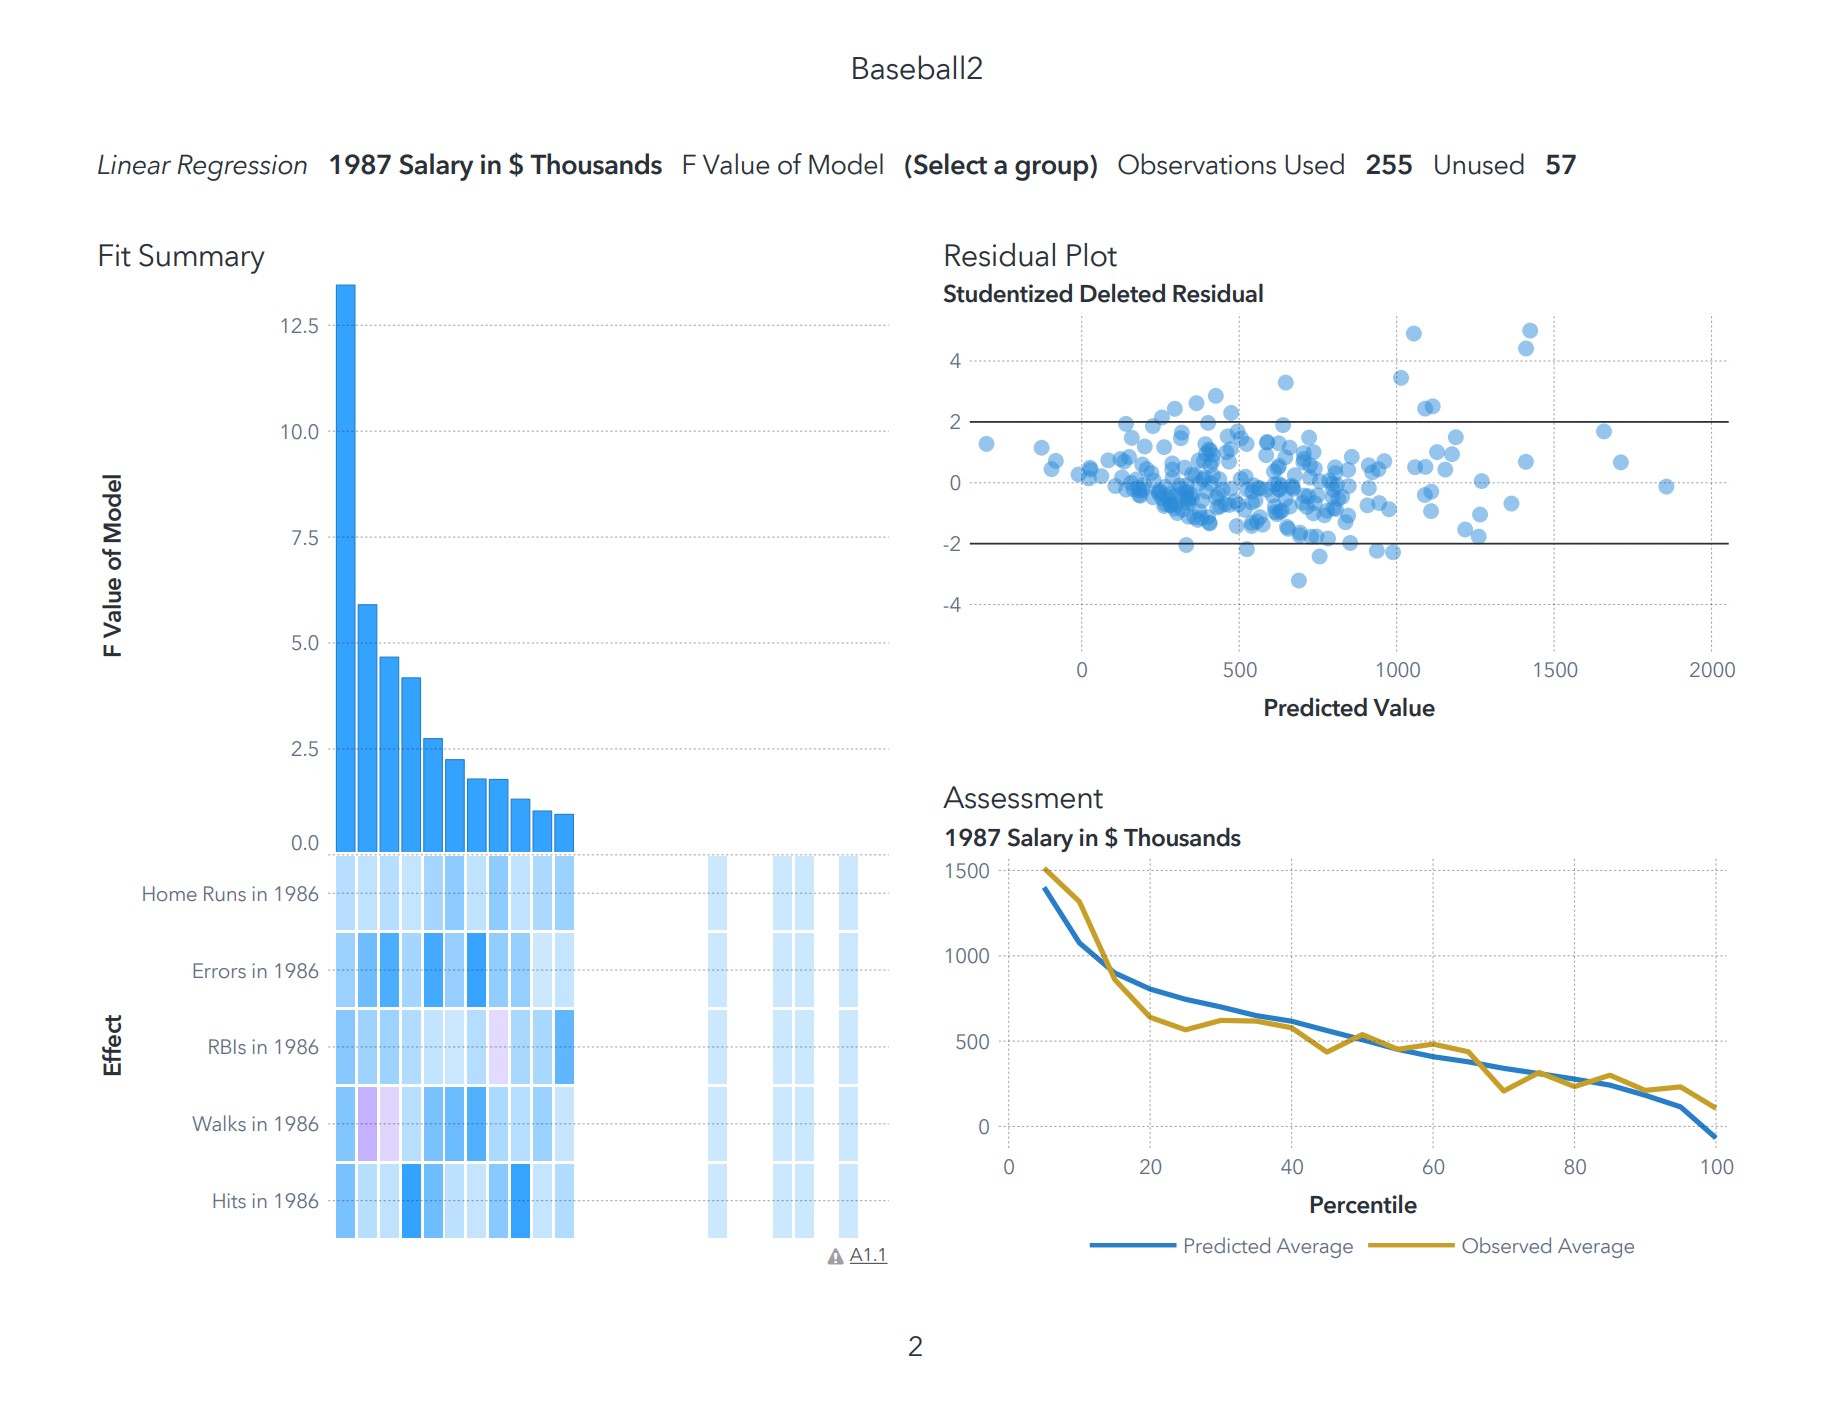 Baseball2
Linear Regression 1987 Salary in $ Thousands F Value of Model (Select a group) Observations Used 255 Unused 57
Fit Summary
F Value of Model
12.5
10.0
7.5
5.0
2.5
0.0
Effect
Home Runs in 1986
Errors in 1986
RBIs in 1986
Walks in 1986
Hits in 1986
A1.1
Residual Plot
Studentized Deleted Residual
4
2
0
-2
-4
0 500 1000 1500 2000
Predicted Value
Assessment
1987 Salary in $ Thousands
1500
1000
500
0
0 20 40 60 80 100
Percentile
Predicted Average Observed Average
2